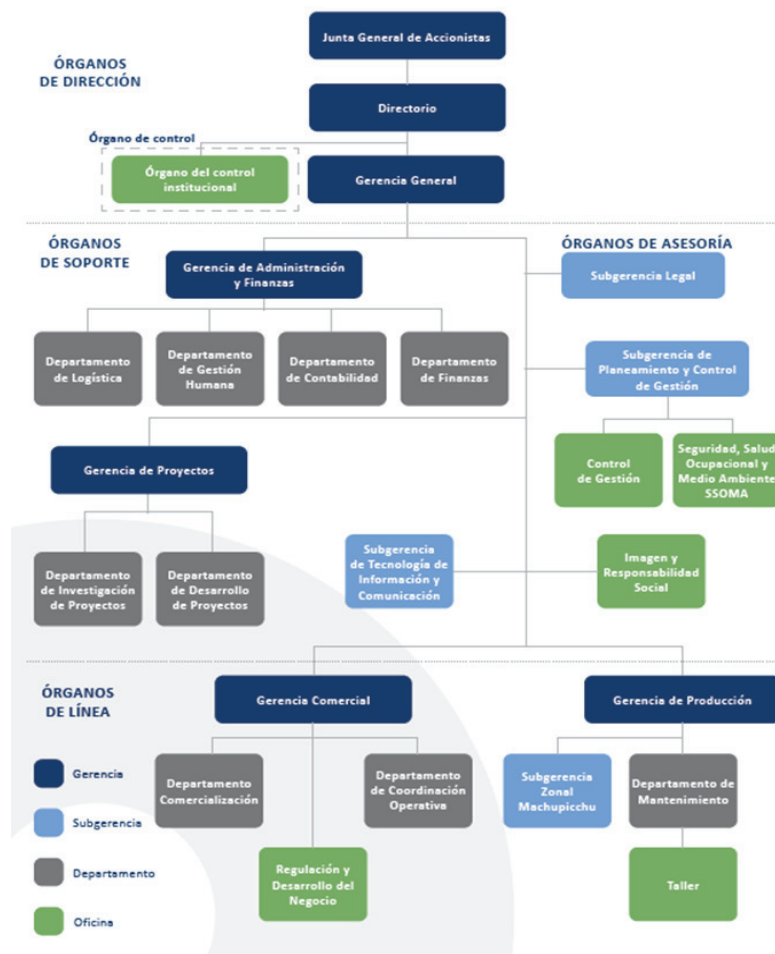 Junta General de Accionistas
ÓRGANOS
DE DIRECCIÓN
Directorio
Órgano de control
Órgano del control
institucional
Gerencia General
ÓRGANOS
DE SOPORTE
ÓRGANOS DE ASESORÍA
Gerencia de Administración
y Finanzas
Subgerencia Legal
Departamento
de Logística
Departamento
de Gestión
Humana
Departamento
de Contabilidad
Departamento
de Finanzas
Subgerencia de
Planeamiento y Control
de Gestión
Gerencia de Proyectos
Control
de Gestión
Seguridad, Salud
Ocupacional y
Medio Ambiente
SSOMA
Departamento
de Investigación
de Proyectos
Departamento
de Desarrollo
de Proyectos
Subgerencia
de Tecnología de
Información y
Comunicación
Imagen y
Responsabilidad
Social
ÓRGANOS
DE LÍNEA
Gerencia Comercial
Gerencia de Producción
Departamento
Comercialización
Departamento
de Coordinación
Operativa
Subgerencia
Zonal
Machupicchu
Departamento de
Mantenimiento
Regulación y
Desarrollo del
Negocio
Taller
Gerencia
Subgerencia
Departamento
Oficina